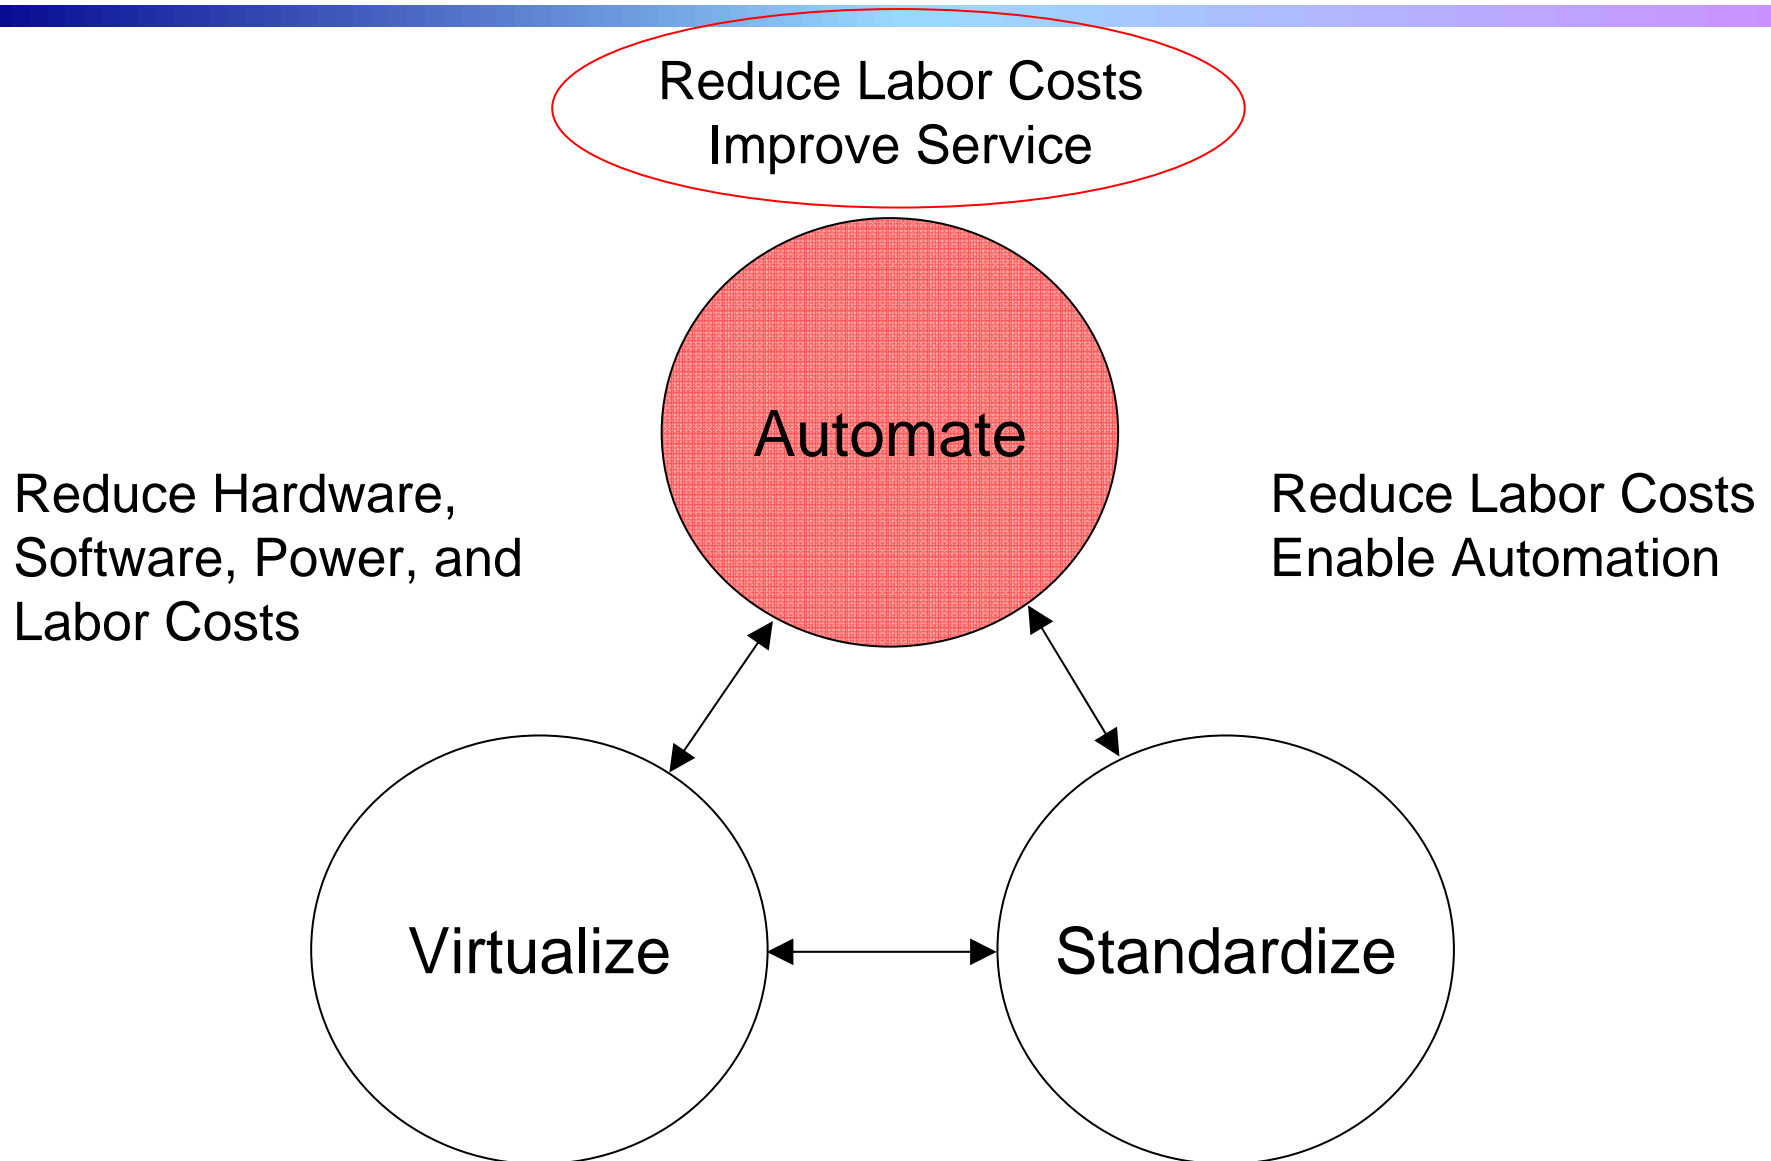 Reduce Labor Costs
Improve Service
Automate
Reduce Hardware,
Software, Power, and
Labor Costs
Reduce Labor Costs
Enable Automation
Virtualize
Standardize